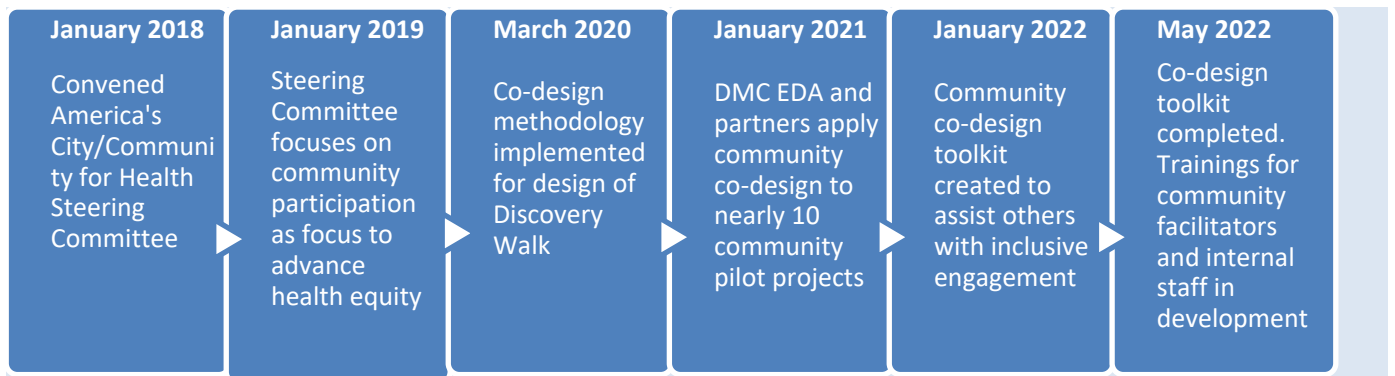 January 2018
Convened
America's
City/Communi
ty for Health
Steering
Committee
January 2019
Steering
Committee
focuses on
community
participation
as focus to
advance
health equity
March 2020
Co-design
methodology
implemented
for design of
Discovery
Walk
January 2021
DMC EDA and
partners apply
community
co-design to
nearly 10
community
pilot projects
January 2022
Community
co-design
toolkit
created to
assist others
with inclusive
engagement
May 2022
Co-design
toolkit
completed.
Trainings for
community
facilitators
and internal
staff in
development